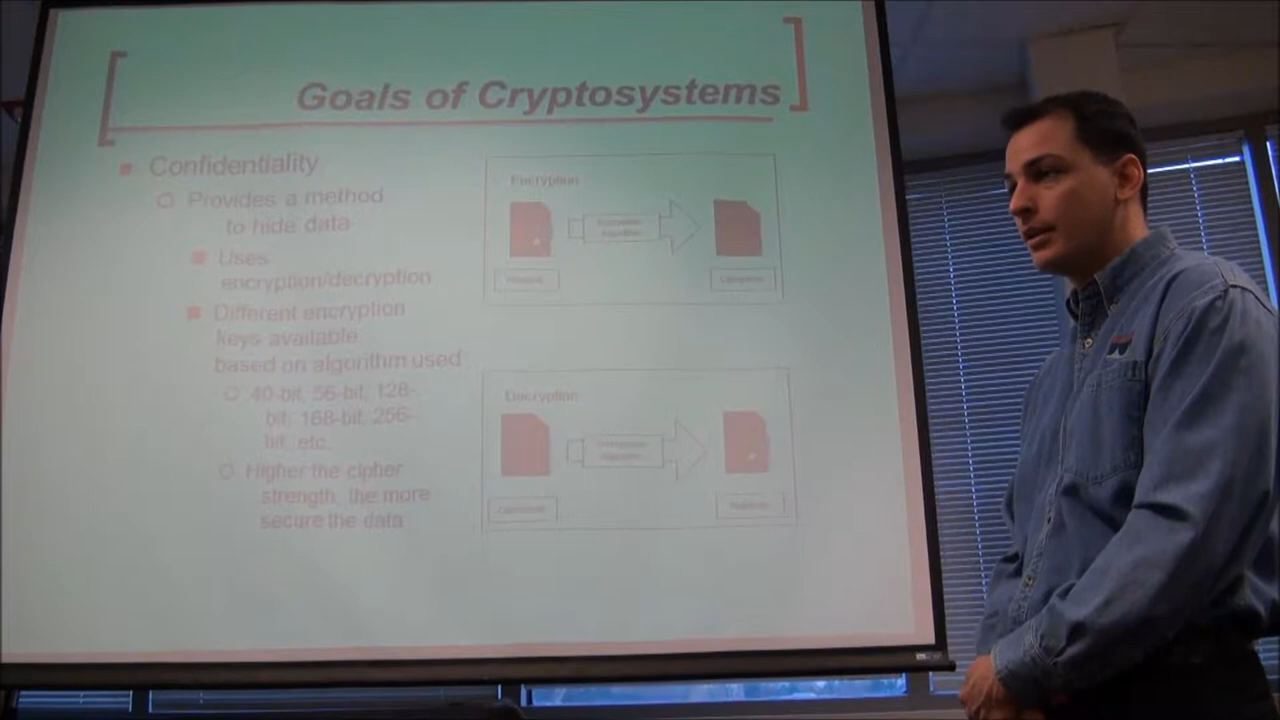 Goals of Cryptosystems
Confidentiality
Provides a method
to hide data
Uses
encryption/decryption
Different encryption
keys available
based on algorithm used
40-bit, 56-bit, 128-
bit, 168-bit, 256-
bit, etc.
Higher the cipher
strength, the more
secure the data
Encryption
Decryption